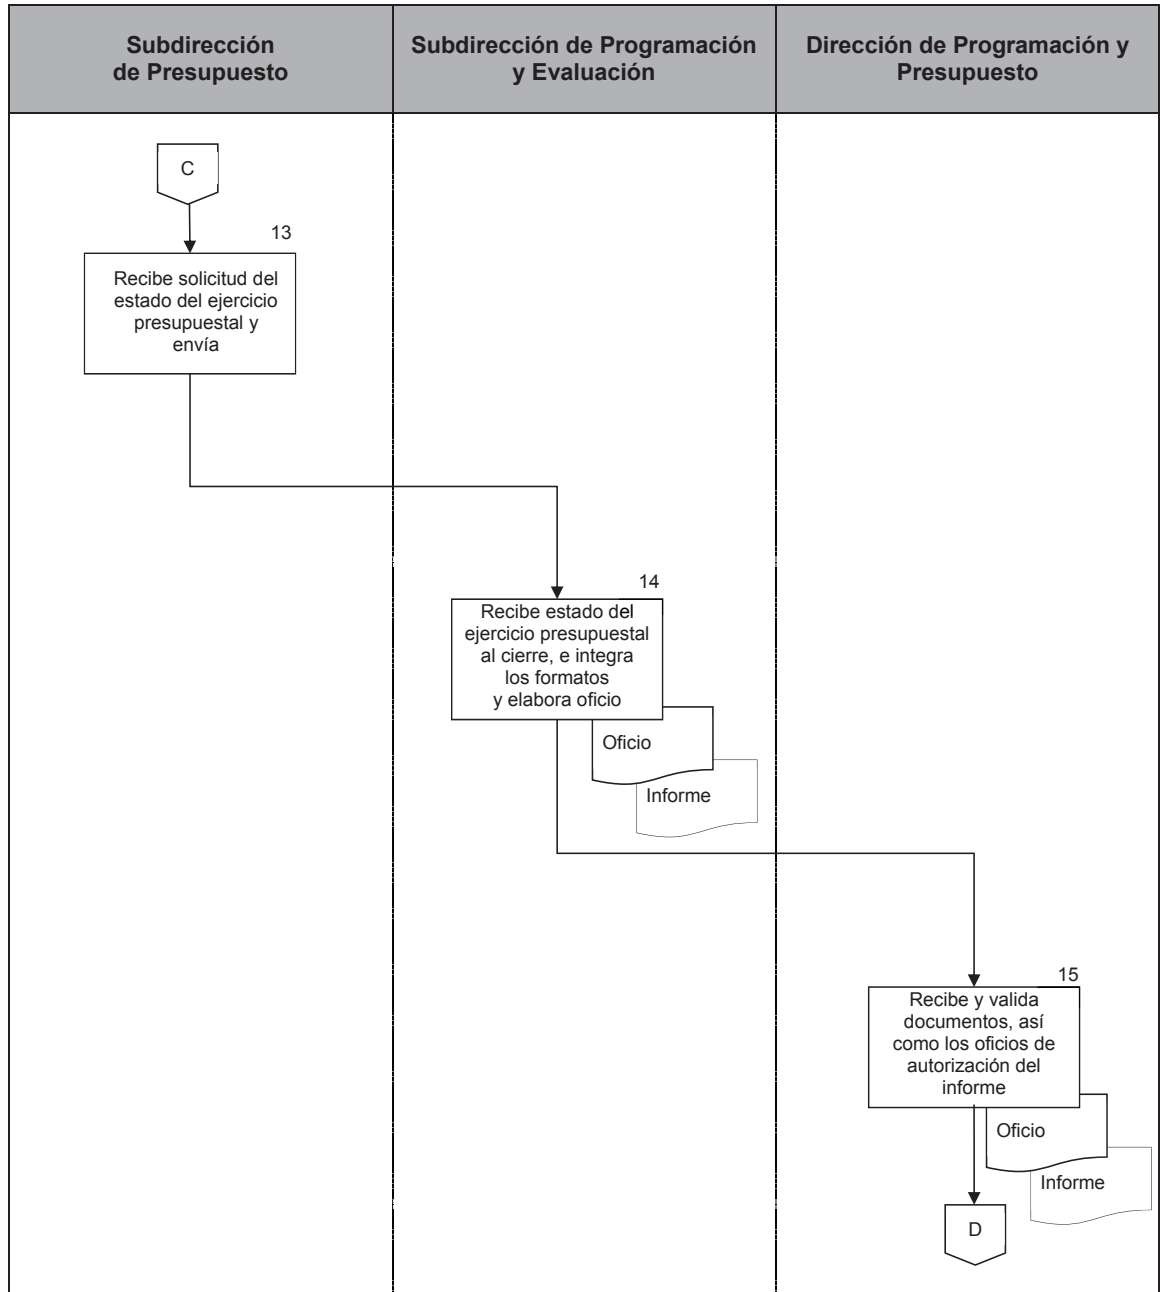 Subdirección
de Presupuesto
Subdirección de Programación
y Evaluación
Dirección de Programación y
Presupuesto
C
13
Recibe solicitud del
estado del ejercicio
presupuestal y
envía
14
Recibe estado del
ejercicio presupuestal
al cierre, e integra
los formatos
y elabora oficio
Oficio
Informe
15
Recibe y valida
documentos, así
como los oficios de
autorización del
informe
Oficio
Informe
D